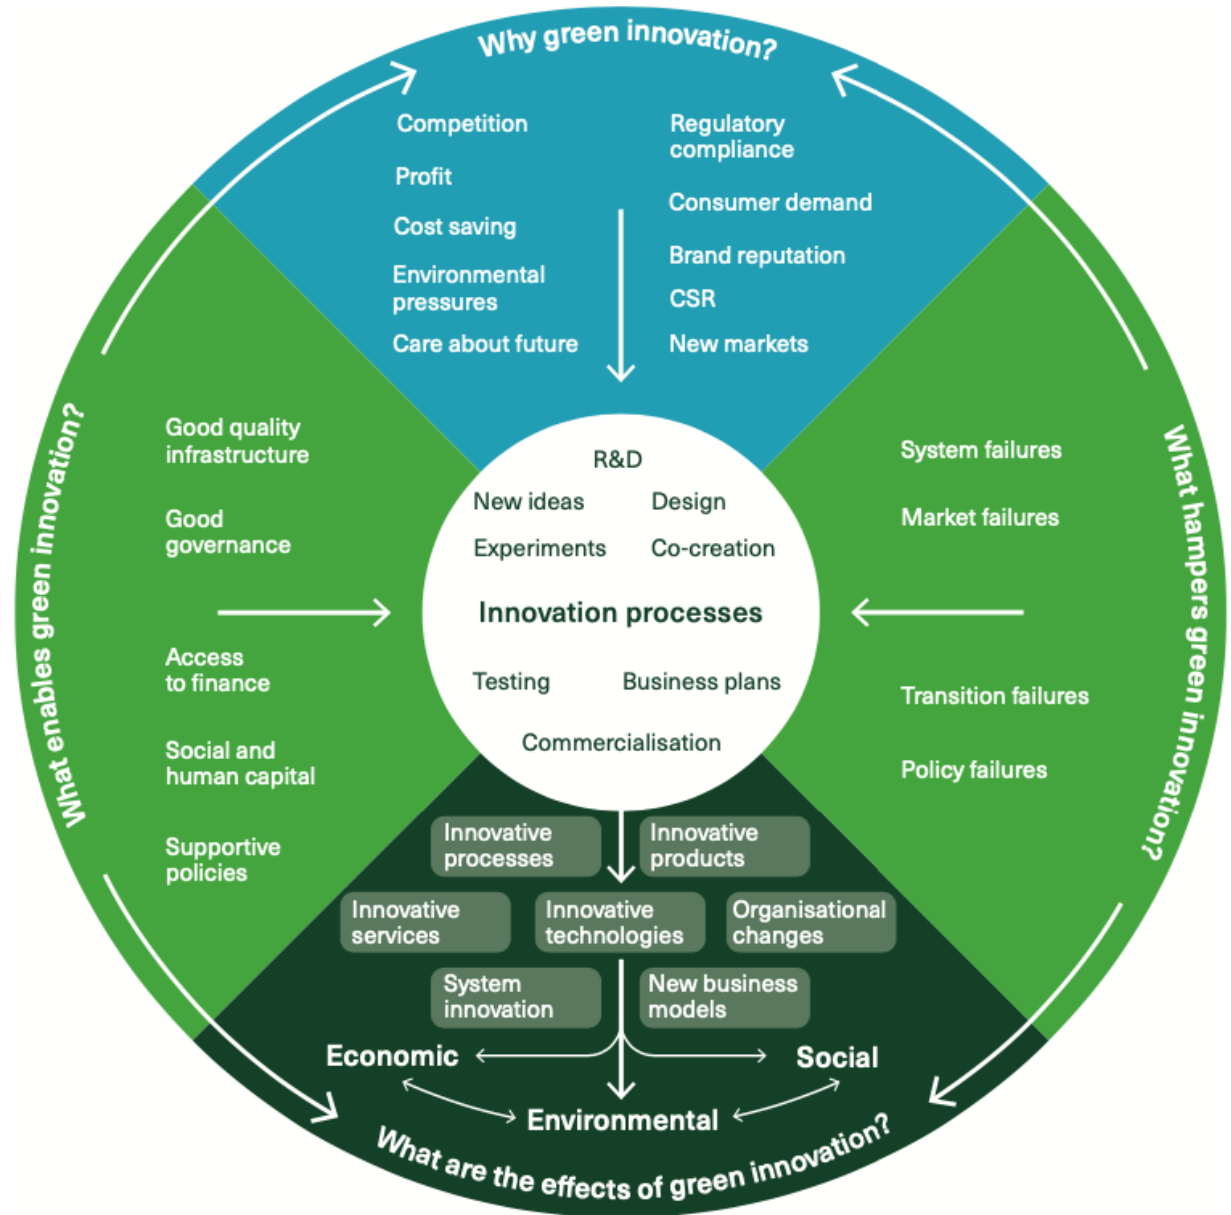 Why green innovation?
Competition
Profit
Cost saving
Environmental
pressures
Care about future
Regulatory
compliance
Consumer demand
Brand reputation
CSR
New markets
What enables green innovation?
Good quality
infrastructure
Good
governance
Access
to finance
Social and
human capital
Supportive
policies
R&D
New ideas
Design
Experiments
Co-creation
Innovation processes
Testing
Business plans
Commercialisation
What hampers green innovation?
System failures
Market failures
Transition failures
Policy failures
Innovative
processes
Innovative
products
Innovative
services
Innovative
technologies
Organisational
changes
System
innovation
New business
models
Economic
Social
Environmental
What are the effects of green innovation?